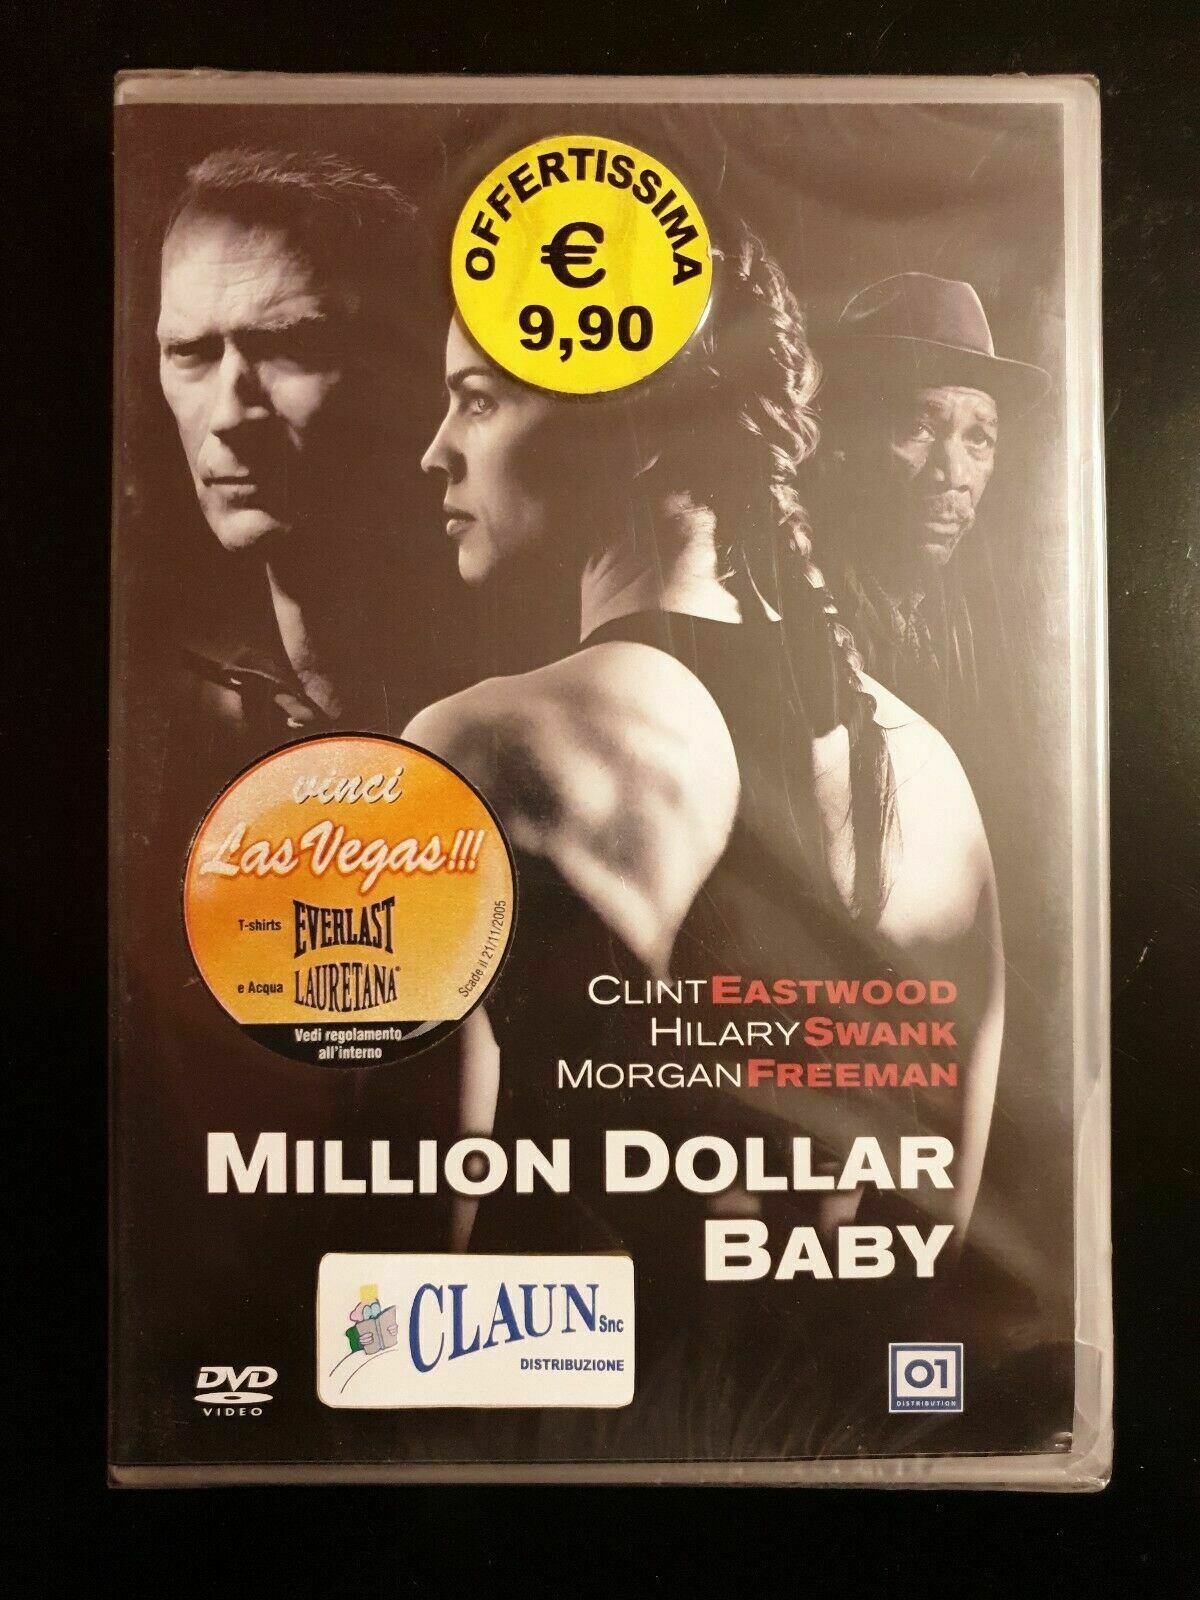 OFFERTISSIMA
€
9,90
vinci
Las Vegas!!!
T-shirts EVERLAST
e Acqua LAURETANA
Scade il 21/11/2005
Vedi regolamento
all'interno
CLINT EASTWOOD
HILARY SWANK
MORGAN FREEMAN
MILLION DOLLAR
BABY
CLAUN Snc
DISTRIBUZIONE
DVD
VIDEO
01
DISTRIBUTION